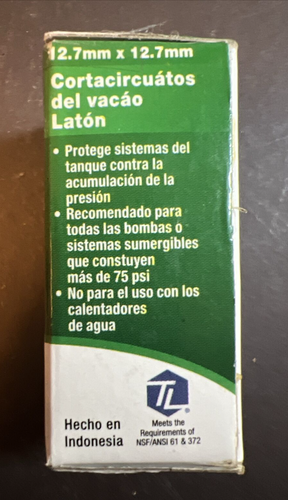 12.7mm x 12.7mm
Cortacircuátos
del vacáo
Latón
• Protege sistemas del
tanque contra la
acumulación de la
presión
• Recomendado para
todas las bombas o
sistemas sumergibles
que constuyen
más de 75 psi
• No para el uso con los
calentadores
de agua
Hecho en
Indonesia
TL®
Meets the
Requirements of
NSF/ANSI 61 & 372